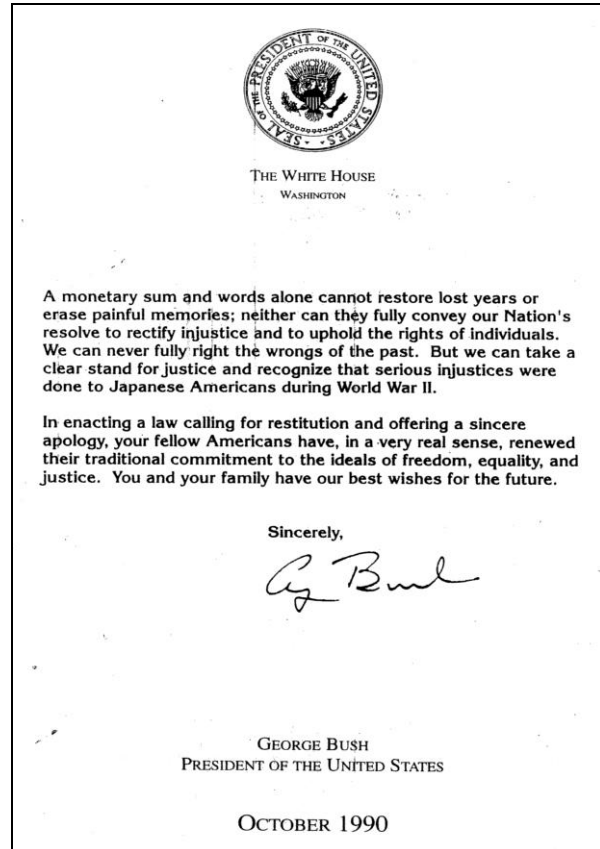 SEAL OF THE PRESIDENT OF THE UNITED STATES
THE WHITE HOUSE
WASHINGTON
A monetary sum and words alone cannot restore lost years or
erase painful memories; neither can they fully convey our Nation's
resolve to rectify injustice and to uphold the rights of individuals.
We can never fully right the wrongs of the past. But we can take a
clear stand for justice and recognize that serious injustices were
done to Japanese Americans during World War II.
In enacting a law calling for restitution and offering a sincere
apology, your fellow Americans have, in a very real sense, renewed
their traditional commitment to the ideals of freedom, equality, and
justice. You and your family have our best wishes for the future.
Sincerely,
G Bush
GEORGE BUSH
PRESIDENT OF THE UNITED STATES
OCTOBER 1990